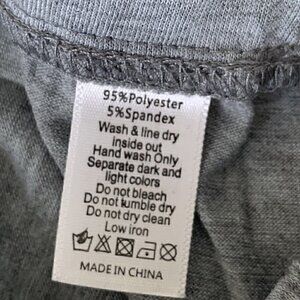 95%Polyester
5%Spandex
Wash & line dry
inside out
Hand wash Only
Separate dark and
light colors
Do not bleach
Do not tumble dry
Do not dry clean
Low iron
MADE IN CHINA